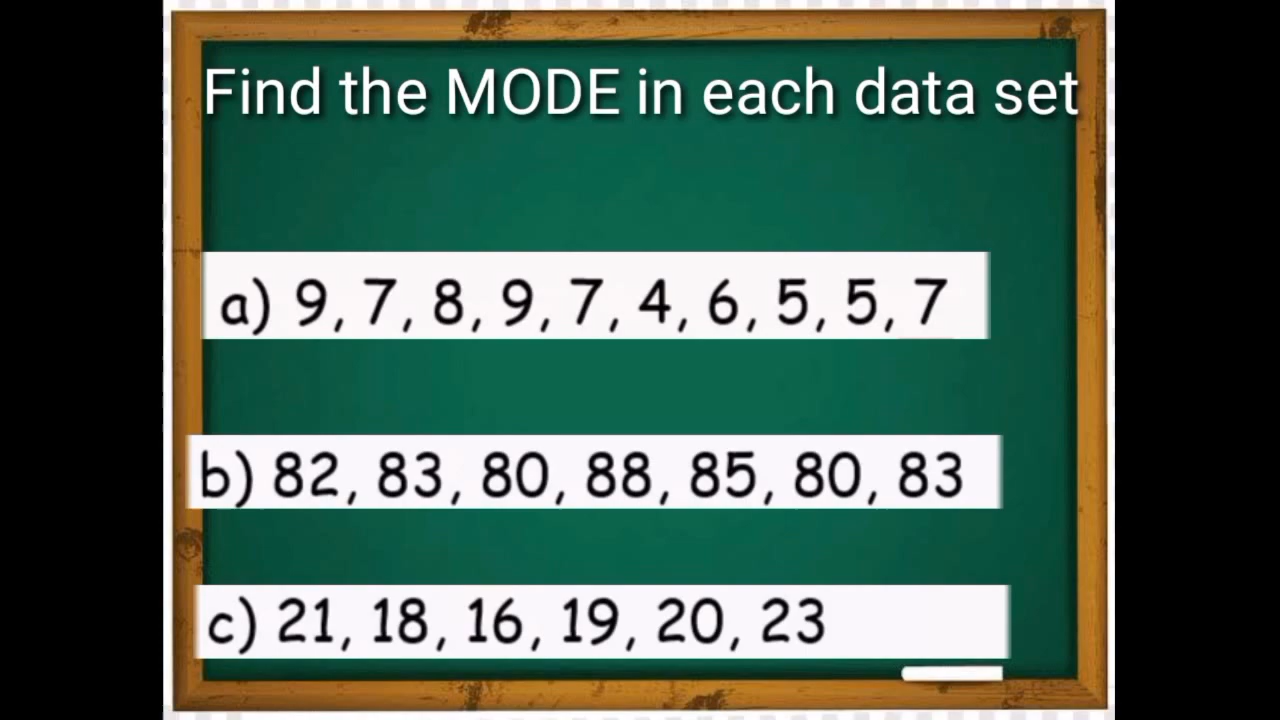 Find the MODE in each data set
a) 9, 7, 8, 9, 7, 4, 6, 5, 5, 7
b) 82, 83, 80, 88, 85, 80, 83
c) 21, 18, 16, 19, 20, 23